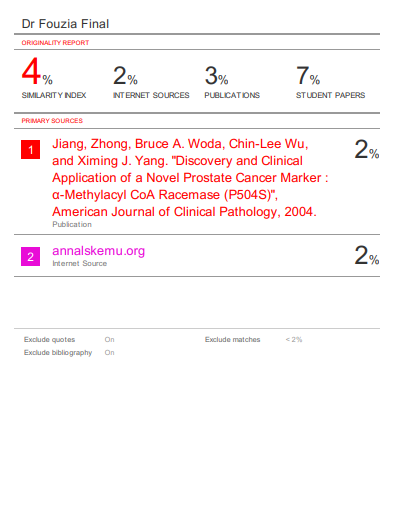 Dr Fouzia Final
ORIGINALITY REPORT
4% 2% 3% 7%
SIMILARITY INDEX INTERNET SOURCES PUBLICATIONS STUDENT PAPERS
PRIMARY SOURCES
1 Jiang, Zhong, Bruce A. Woda, Chin-Lee Wu, 2%
and Ximing J. Yang. "Discovery and Clinical
Application of a Novel Prostate Cancer Marker :
α-Methylacyl CoA Racemase (P504S)",
American Journal of Clinical Pathology, 2004.
Publication
2 annalskemu.org 2%
Internet Source
Exclude quotes On Exclude matches < 2%
Exclude bibliography On